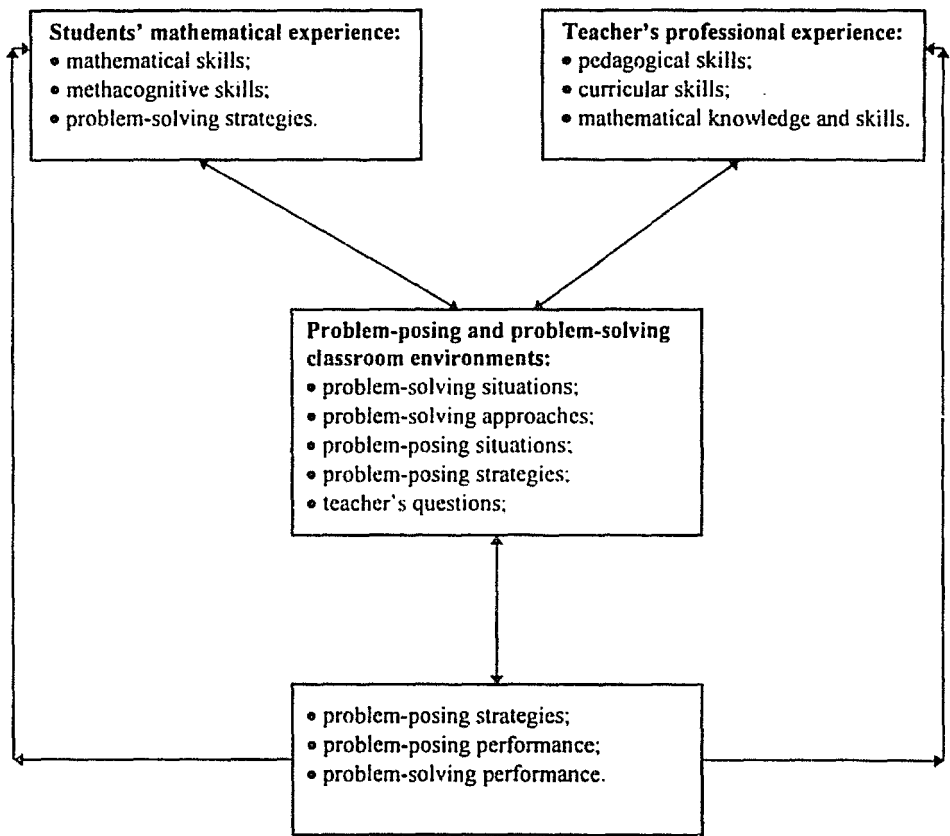 Students' mathematical experience:
• mathematical skills;
• methacognitive skills;
• problem-solving strategies.
Teacher's professional experience:
• pedagogical skills;
• curricular skills;
• mathematical knowledge and skills.
Problem-posing and problem-solving
classroom environments:
• problem-solving situations;
• problem-solving approaches;
• problem-posing situations;
• problem-posing strategies;
• teacher's questions;
• problem-posing strategies;
• problem-posing performance;
• problem-solving performance.